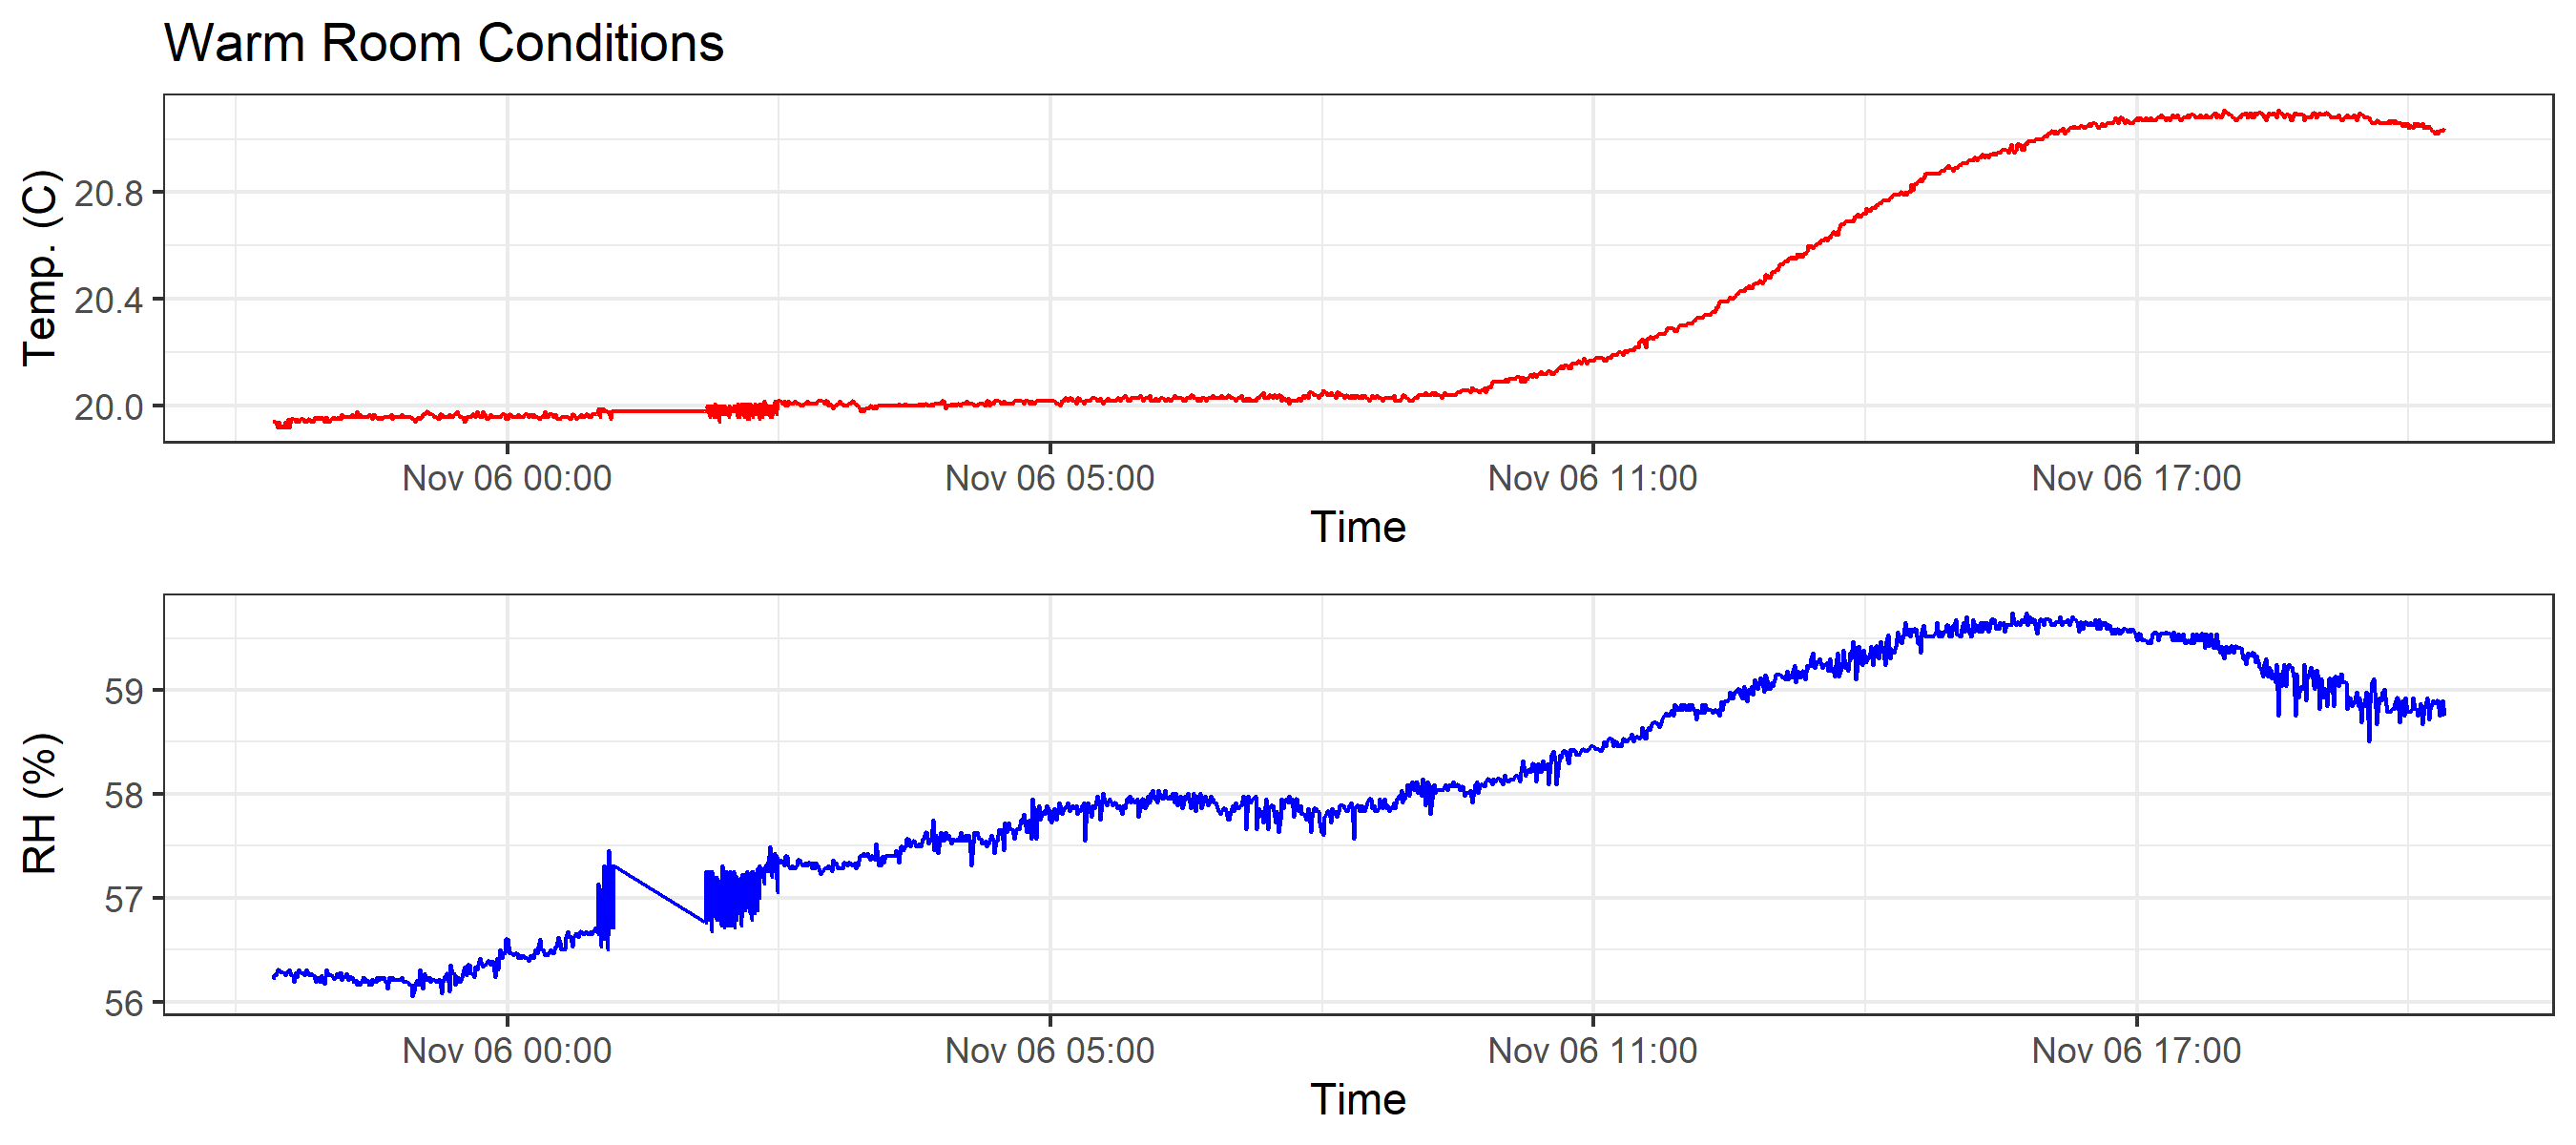 Warm Room Conditions
Temp. (C)
20.8
20.4
20.0
Nov 06 00:00 Nov 06 05:00 Nov 06 11:00 Nov 06 17:00
Time
RH (%)
59
58
57
56
Nov 06 00:00 Nov 06 05:00 Nov 06 11:00 Nov 06 17:00
Time